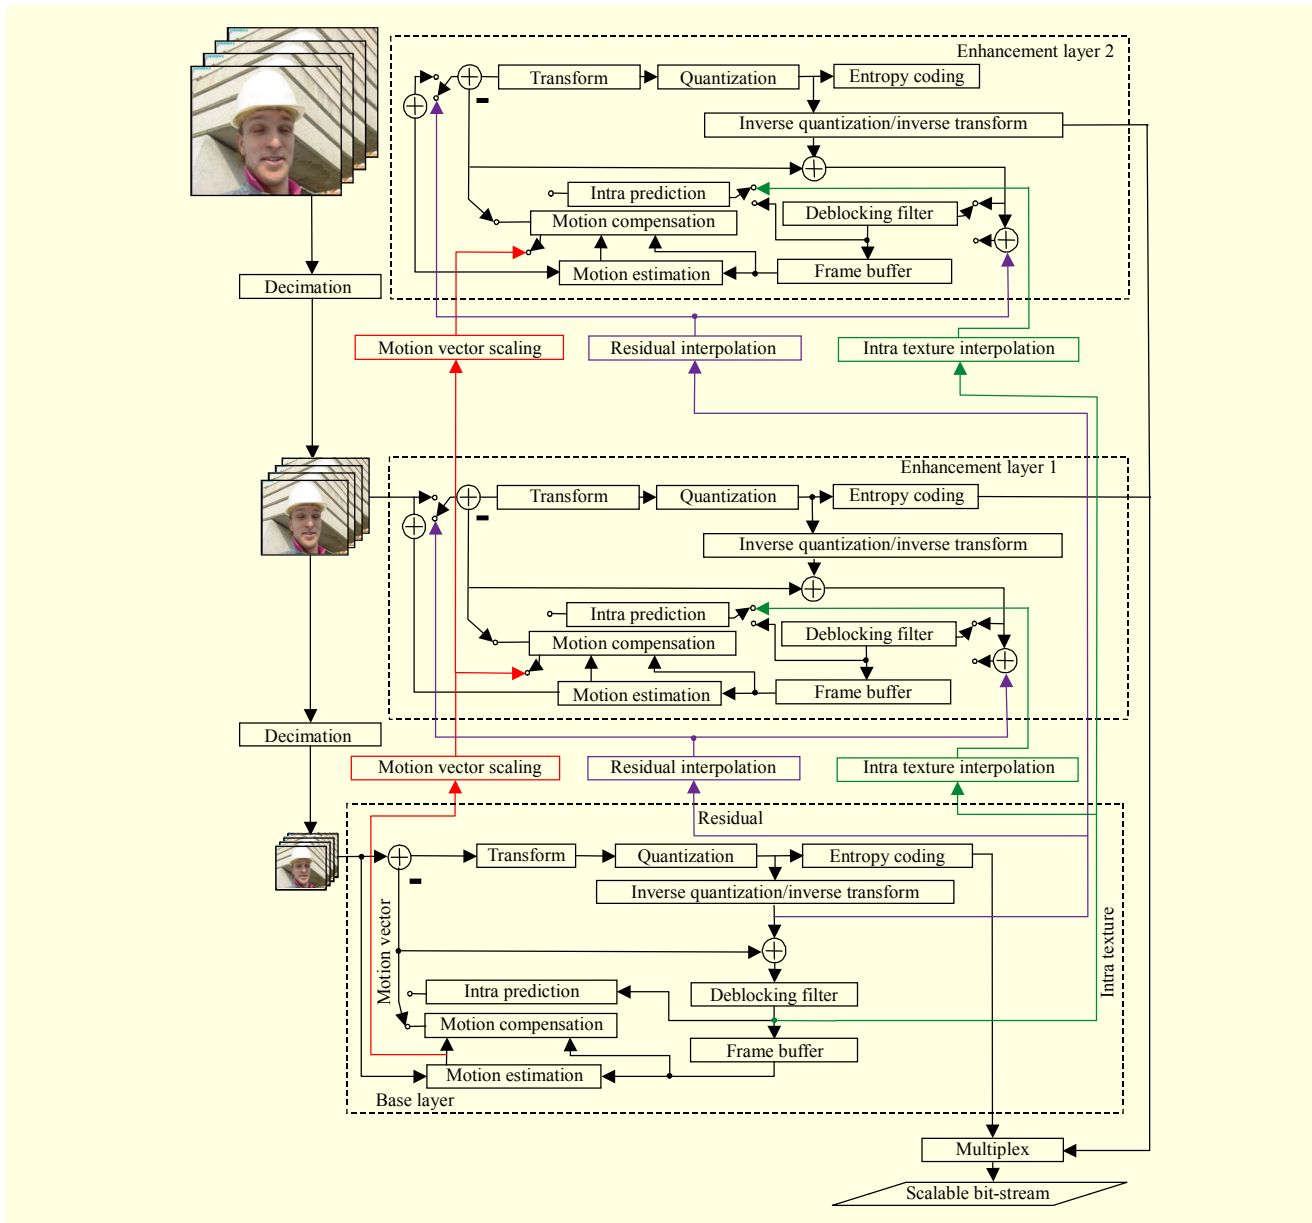 Enhancement layer 2
Transform
Quantization
Entropy coding
Inverse quantization/inverse transform
Intra prediction
Motion compensation
Deblocking filter
Motion estimation
Frame buffer
Decimation
Motion vector scaling
Residual interpolation
Intra texture interpolation
Enhancement layer 1
Transform
Quantization
Entropy coding
Inverse quantization/inverse transform
Intra prediction
Motion compensation
Deblocking filter
Motion estimation
Frame buffer
Decimation
Motion vector scaling
Residual interpolation
Intra texture interpolation
Residual
Transform
Quantization
Entropy coding
Inverse quantization/inverse transform
Motion vector
Intra texture
Intra prediction
Deblocking filter
Motion compensation
Frame buffer
Motion estimation
Base layer
Multiplex
Scalable bit-stream